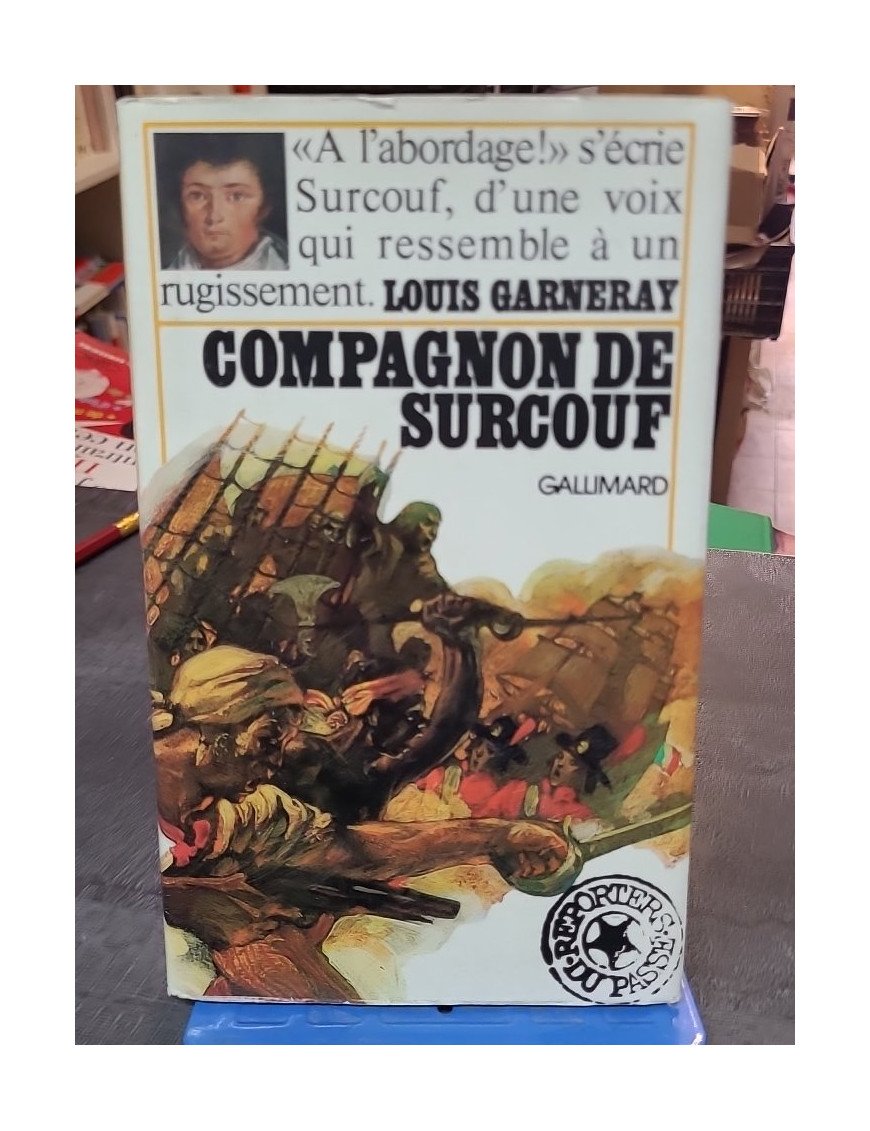 «A l'abordage!» s'écrie
Surcouf, d'une voix
qui ressemble à un
rugissement. LOUIS GARNERAY
COMPAGNON DE
SURCOUF
GALLIMARD
REPORTERS
DU PASSÉ